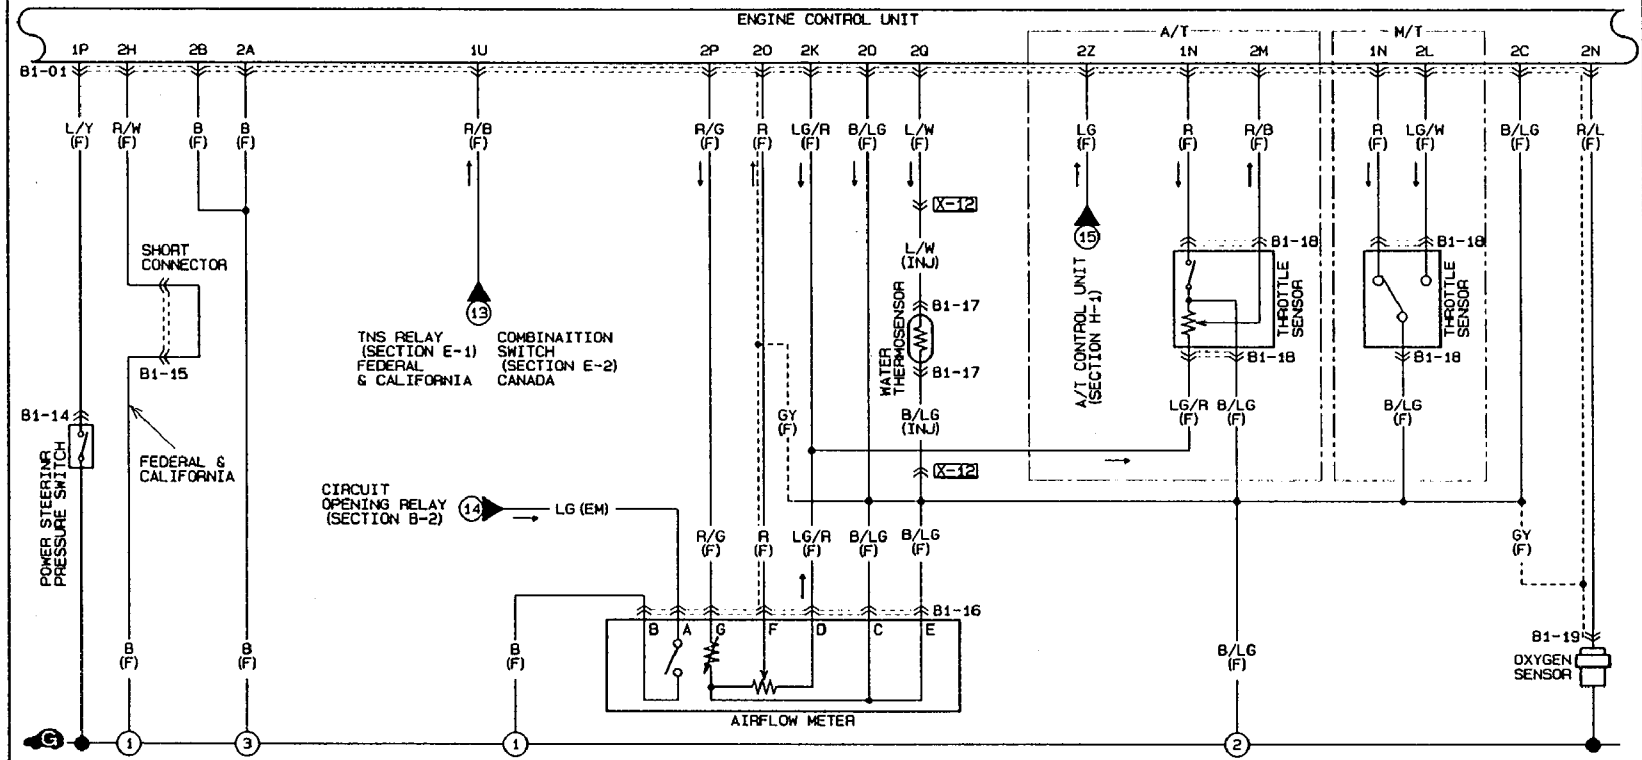 ENGINE CONTROL UNIT
A/T
M/T
1P 2H 2B 2A 1U 2P 2O 2K 2D 2Q 2Z 1N 2M 1N 2L 2C 2N
B1-01
L/Y (F)
R/W (F)
B (F)
B (F)
R/B (F)
R/G (F)
R (F)
LG/R (F)
B/LG (F)
L/W (F)
LG (F)
R (F)
R/B (F)
R (F)
LG/W (F)
B/LG (F)
R/L (F)
X-12
15
B1-18
B1-18
SHORT
CONNECTOR
L/W
(INJ)
B1-17
13
TNS RELAY
(SECTION E-1)
FEDERAL
& CALIFORNIA
COMBINAITTION
SWITCH
(SECTION E-2)
CANADA
WATER
THERMOSENSOR
B1-17
A/T CONTROL UNIT
(SECTION H-1)
THROTTLE
SENSOR
B1-18
THROTTLE
SENSOR
B1-18
B1-15
B1-14
GY
(F)
B/LG
(INJ)
LG/R
(F)
B/LG
(F)
B/LG
(F)
POWER STEERINR
PRESSURE SWITCH
FEDERAL &
CALIFORNIA
X-12
CIRCUIT
OPENING RELAY
(SECTION B-2)
14
LG (EM)
R/G
(F)
R
(F)
LG/R
(F)
B/LG
(F)
B/LG
(F)
GY
(F)
B1-16
B A G F D C E
B
(F)
B
(F)
B
(F)
B/LG
(F)
B1-19
OXYGEN
SENSOR
AIRFLOW METER
G
1
3
1
2